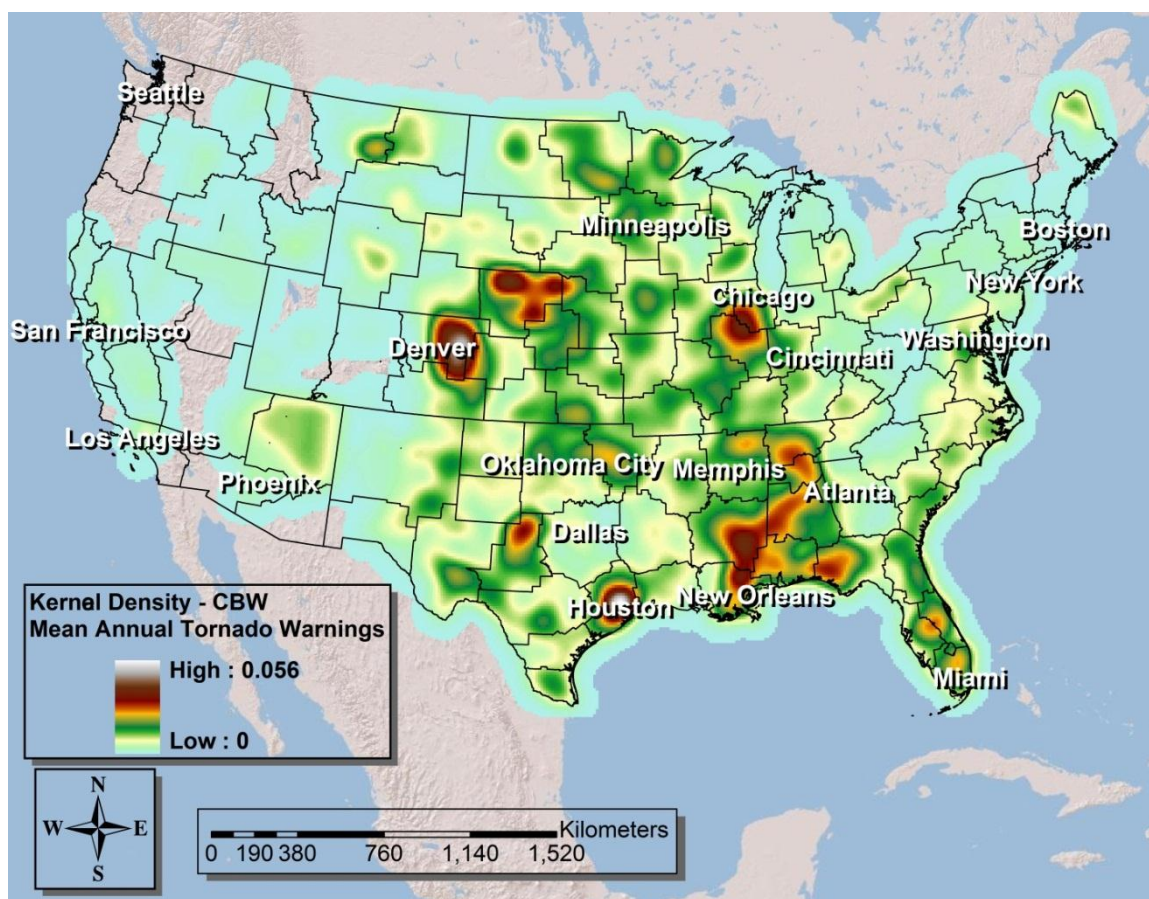 Seattle
Minneapolis
Boston
New York
Chicago
San Francisco
Denver
Cincinnati
Washington
Los Angeles
Phoenix
Oklahoma City
Memphis
Atlanta
Dallas
Houston
New Orleans
Miami
Kernel Density - CBW
Mean Annual Tornado Warnings
High : 0.056
Low : 0
N
W
E
S
Kilometers
0 190 380 760 1,140 1,520